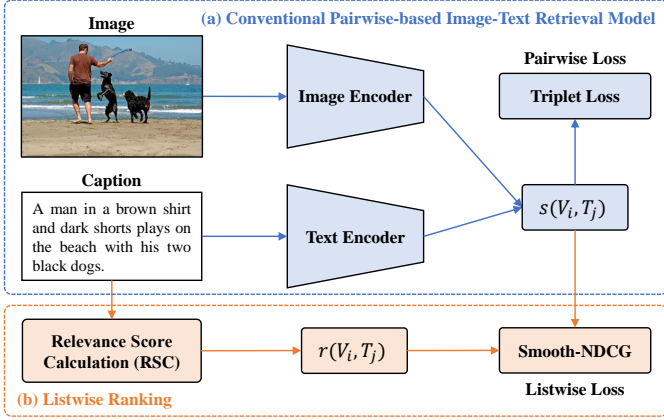 (a) Conventional Pairwise-based Image-Text Retrieval Model
Image
Image Encoder
Pairwise Loss
Triplet Loss
Caption
A man in a brown shirt
and dark shorts plays on
the beach with his two
black dogs.
Text Encoder
s(V_i, T_j)
Relevance Score
Calculation (RSC)
r(V_i, T_j)
Smooth-NDCG
Listwise Loss
(b) Listwise Ranking